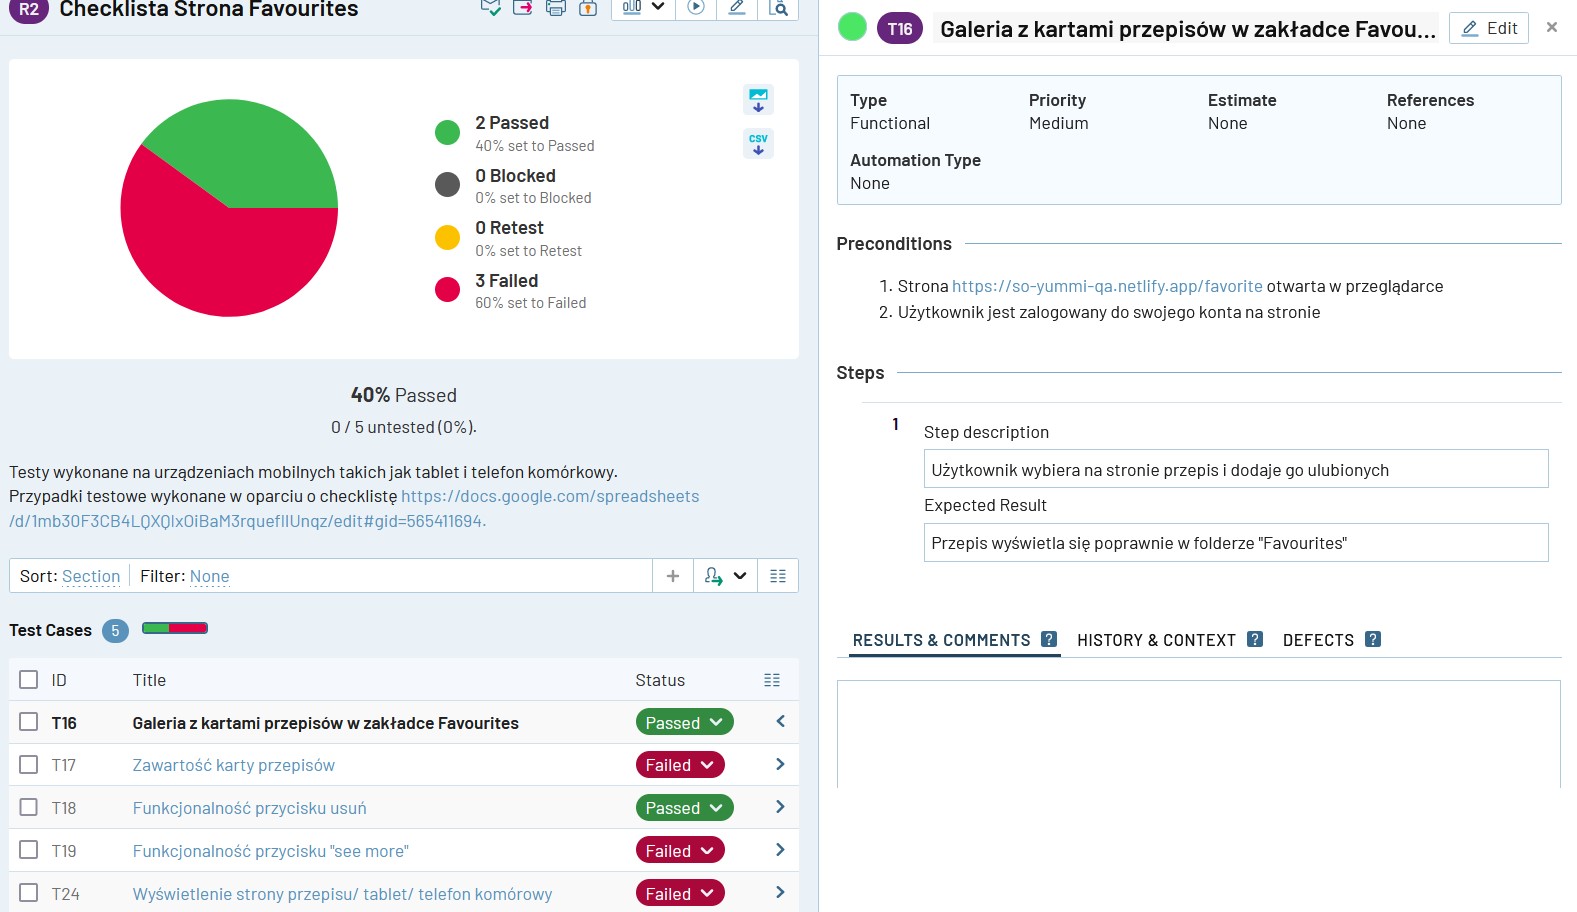 R2 Checklista Strona Favourites
CSV
2 Passed
40% set to Passed
0 Blocked
0% set to Blocked
0 Retest
0% set to Retest
3 Failed
60% set to Failed
40% Passed
0 / 5 untested (0%).
Testy wykonane na urządzeniach mobilnych takich jak tablet i telefon komórkowy.
Przypadki testowe wykonane w oparciu o checklistę https://docs.google.com/spreadsheets
/d/1mb30F3CB4LQXQlxOiBaM3rquefIlUnqz/edit#gid=565411694.
Sort: Section Filter: None
Test Cases 5
ID Title Status
T16 Galeria z kartami przepisów w zakładce Favourites Passed
T17 Zawartość karty przepisów Failed
T18 Funkcjonalność przycisku usuń Passed
T19 Funkcjonalność przycisku "see more" Failed
T24 Wyświetlenie strony przepisu/ tablet/ telefon komórowy Failed
T16 Galeria z kartami przepisów w zakładce Favou... Edit
Type Priority Estimate References
Functional Medium None None
Automation Type
None
Preconditions
1. Strona https://so-yummi-qa.netlify.app/favorite otwarta w przeglądarce
2. Użytkownik jest zalogowany do swojego konta na stronie
Steps
1
Step description
Użytkownik wybiera na stronie przepis i dodaje go ulubionych
Expected Result
Przepis wyświetla się poprawnie w folderze "Favourites"
RESULTS & COMMENTS ? HISTORY & CONTEXT ? DEFECTS ?